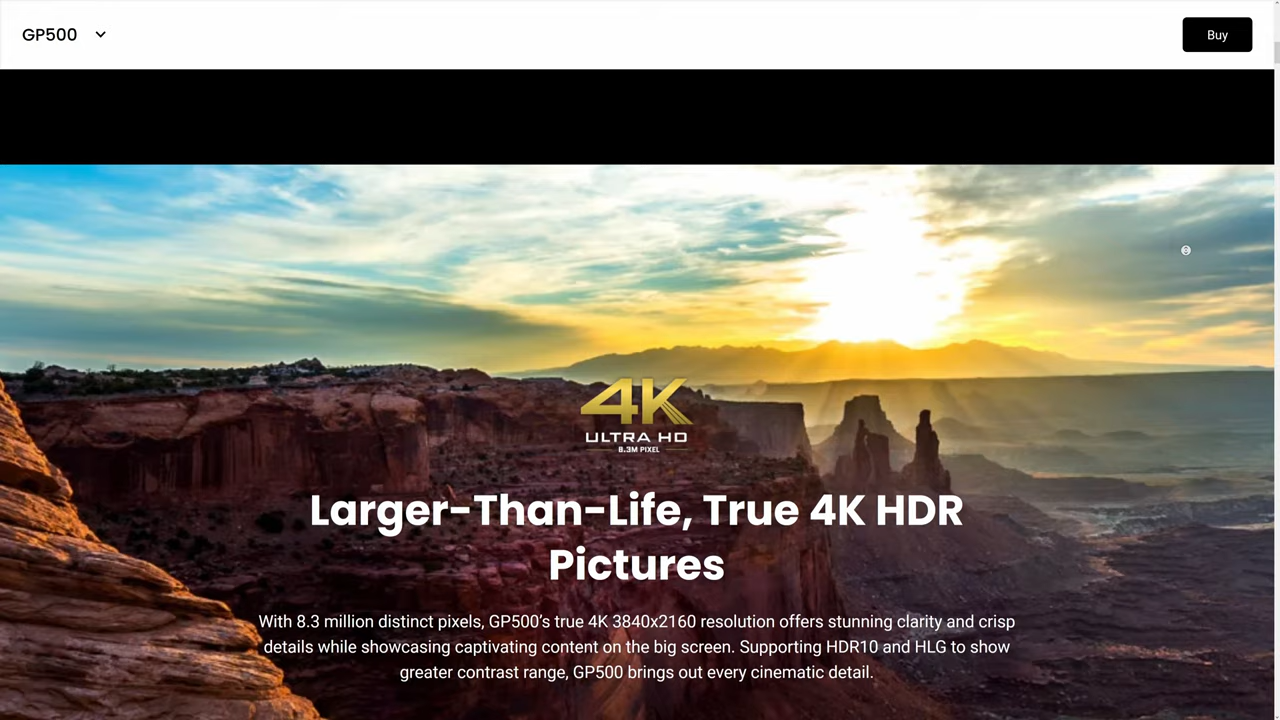 GP500
Buy
4K
ULTRA HD
8.3M PIXEL
Larger-Than-Life, True 4K HDR
Pictures
With 8.3 million distinct pixels, GP500’s true 4K 3840x2160 resolution offers stunning clarity and crisp
details while showcasing captivating content on the big screen. Supporting HDR10 and HLG to show
greater contrast range, GP500 brings out every cinematic detail.